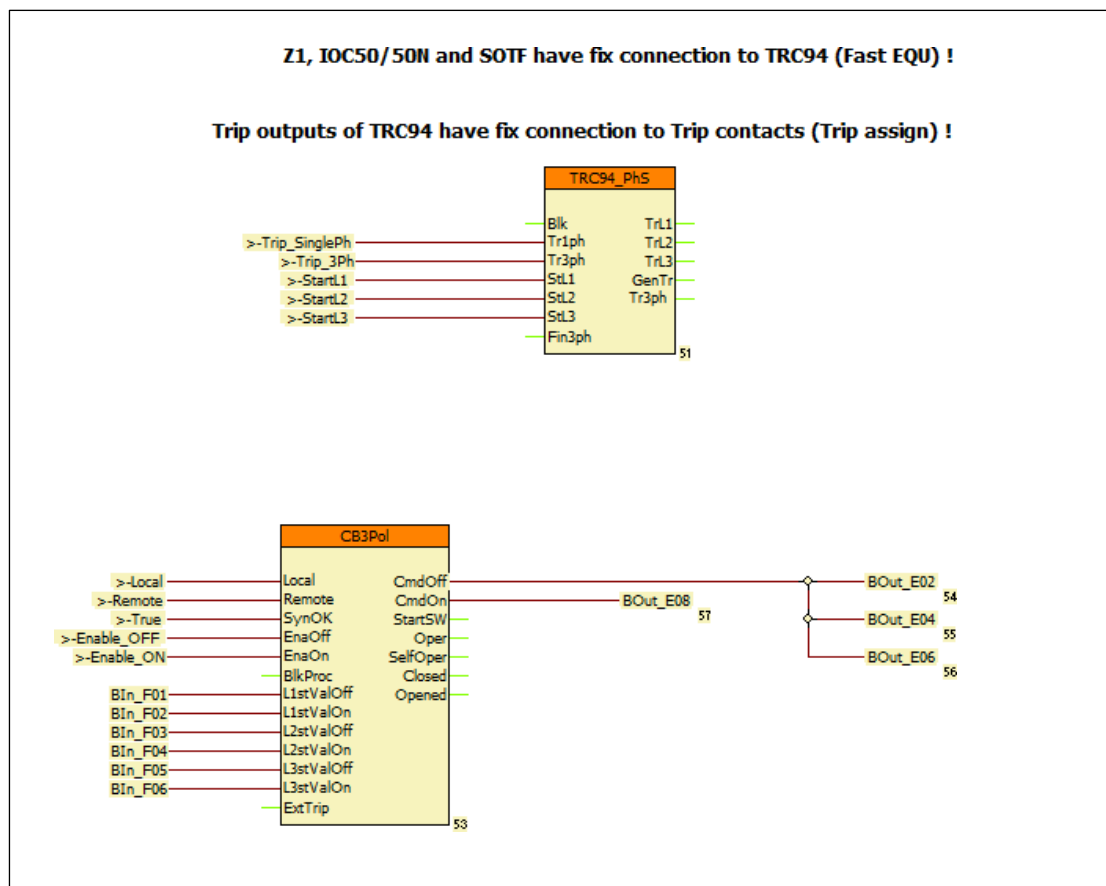 Z1, IOC50/50N and SOTF have fix connection to TRC94 (Fast EQU) !
Trip outputs of TRC94 have fix connection to Trip contacts (Trip assign) !
TRC94_PhS
Blk TrL1
>-Trip_SinglePh Tr1ph TrL2
>-Trip_3Ph Tr3ph TrL3
>-StartL1 StL1 GenTr
>-StartL2 StL2 Tr3ph
>-StartL3 StL3
Fin3ph
51
CB3Pol
>-Local Local CmdOff BOut_E02
54
>-Remote Remote CmdOn BOut_E08
57
>-True SynOK StartSW BOut_E04
55
>-Enable_OFF EnaOff Oper
>-Enable_ON EnaOn SelfOper BOut_E06
56
BlkProc Closed
BIn_F01 L1stValOff Opened
BIn_F02 L1stValOn
BIn_F03 L2stValOff
BIn_F04 L2stValOn
BIn_F05 L3stValOff
BIn_F06 L3stValOn
ExtTrip
53